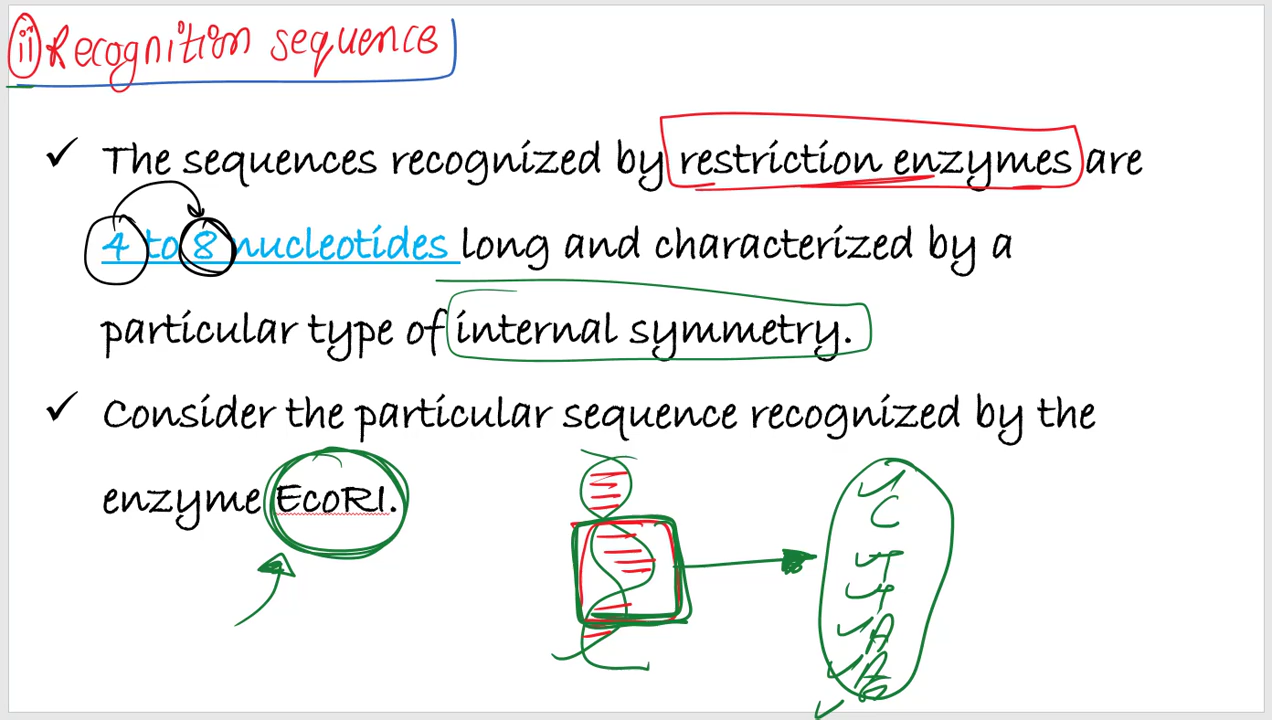 ii Recognition sequence
✓ The sequences recognized by restriction enzymes are
4 to 8 nucleotides long and characterized by a
particular type of internal symmetry.
✓ Consider the particular sequence recognized by the
enzyme EcoRI.
C
T
T
A
A